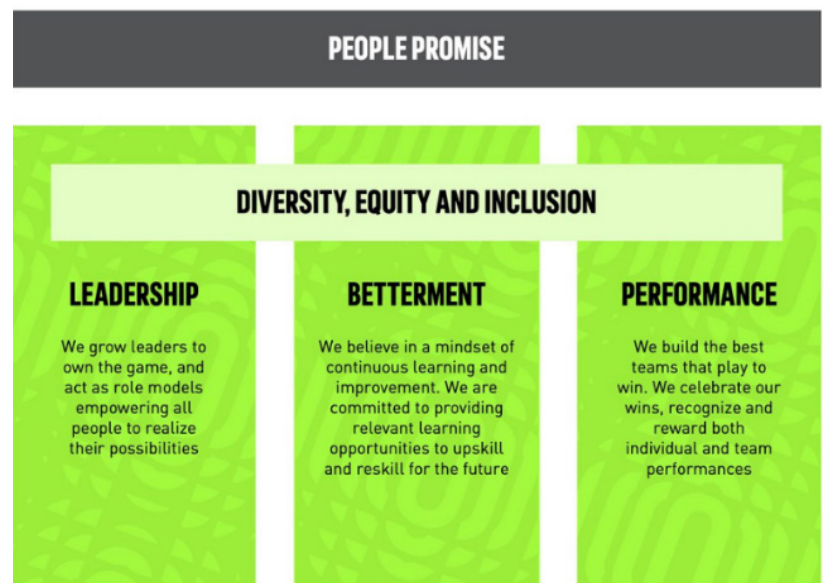 PEOPLE PROMISE
DIVERSITY, EQUITY AND INCLUSION
LEADERSHIP
We grow leaders to
own the game, and
act as role models
empowering all
people to realize
their possibilities
BETTERMENT
We believe in a mindset of
continuous learning and
improvement. We are
committed to providing
relevant learning
opportunities to upskill
and reskill for the future
PERFORMANCE
We build the best
teams that play to
win. We celebrate our
wins, recognize and
reward both
individual and team
performances